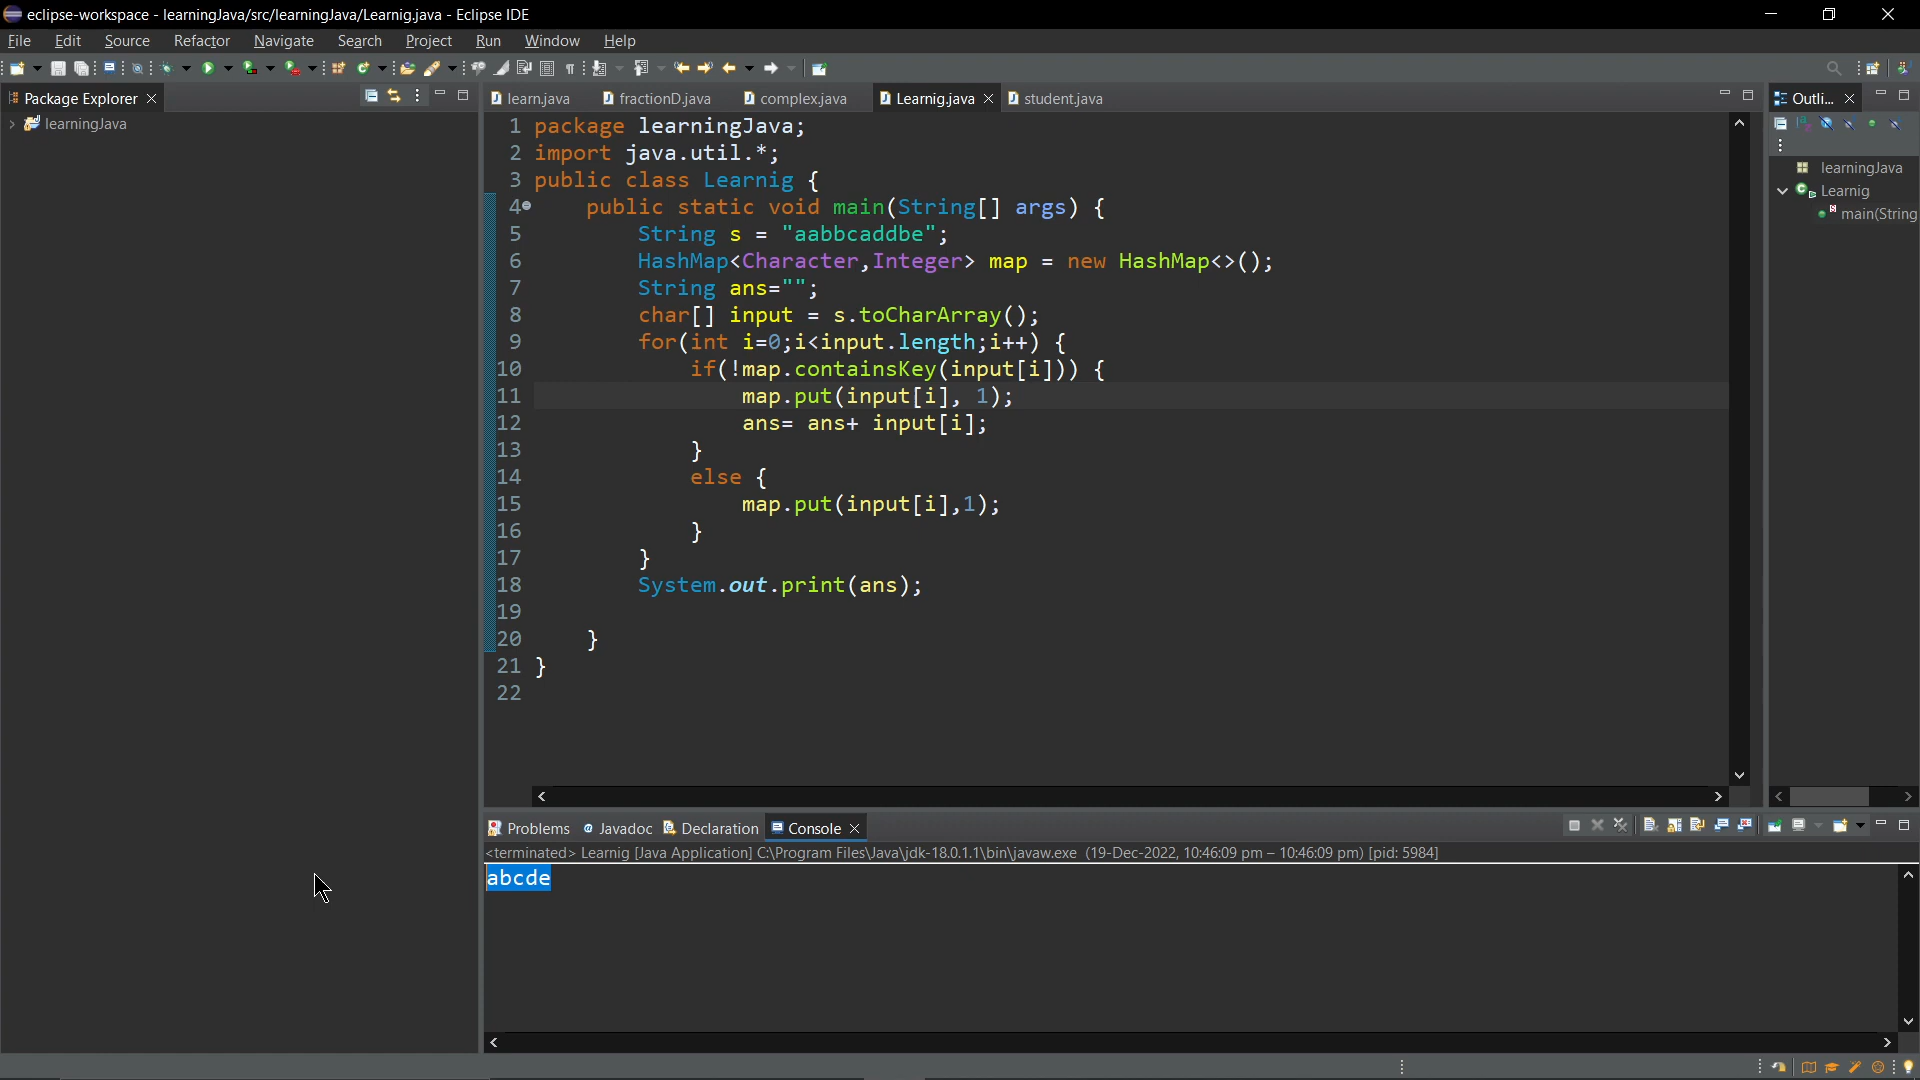 eclipse-workspace - learningJava/src/learningJava/Learnig.java - Eclipse IDE
File Edit Source Refactor Navigate Search Project Run Window Help
Package Explorer
learningJava
learn.java fractionD.java complex.java Learnig.java student.java
1 package learningJava;
2 import java.util.*;
3 public class Learnig {
4 public static void main(String[] args) {
5 String s = "aabbcaddbe";
6 HashMap<Character,Integer> map = new HashMap<>();
7 String ans="";
8 char[] input = s.toCharArray();
9 for(int i=0;i<input.length;i++) {
10 if(!map.containsKey(input[i])) {
11 map.put(input[i], 1);
12 ans= ans+ input[i];
13 }
14 else {
15 map.put(input[i],1);
16 }
17 }
18 System.out.print(ans);
19
20 }
21 }
22
Outli...
learningJava
Learnig
main(String
Problems Javadoc Declaration Console
<terminated> Learnig [Java Application] C:\Program Files\Java\jdk-18.0.1.1\bin\javaw.exe (19-Dec-2022, 10:46:09 pm – 10:46:09 pm) [pid: 5984]
abcde